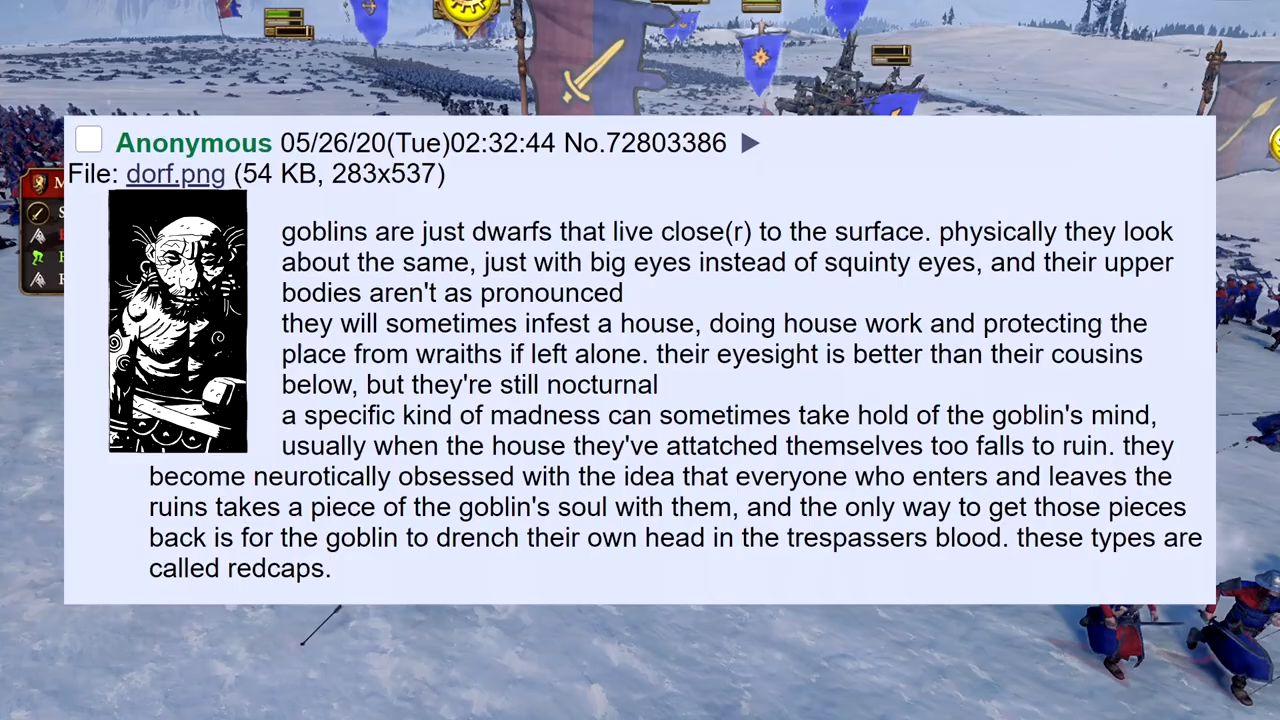 Anonymous 05/26/20(Tue)02:32:44 No.72803386 ▶
File: dorf.png (54 KB, 283x537)
goblins are just dwarfs that live close(r) to the surface. physically they look
about the same, just with big eyes instead of squinty eyes, and their upper
bodies aren't as pronounced
they will sometimes infest a house, doing house work and protecting the
place from wraiths if left alone. their eyesight is better than their cousins
below, but they're still nocturnal
a specific kind of madness can sometimes take hold of the goblin's mind,
usually when the house they've attatched themselves too falls to ruin. they
become neurotically obsessed with the idea that everyone who enters and leaves the
ruins takes a piece of the goblin's soul with them, and the only way to get those pieces
back is for the goblin to drench their own head in the trespassers blood. these types are
called redcaps.